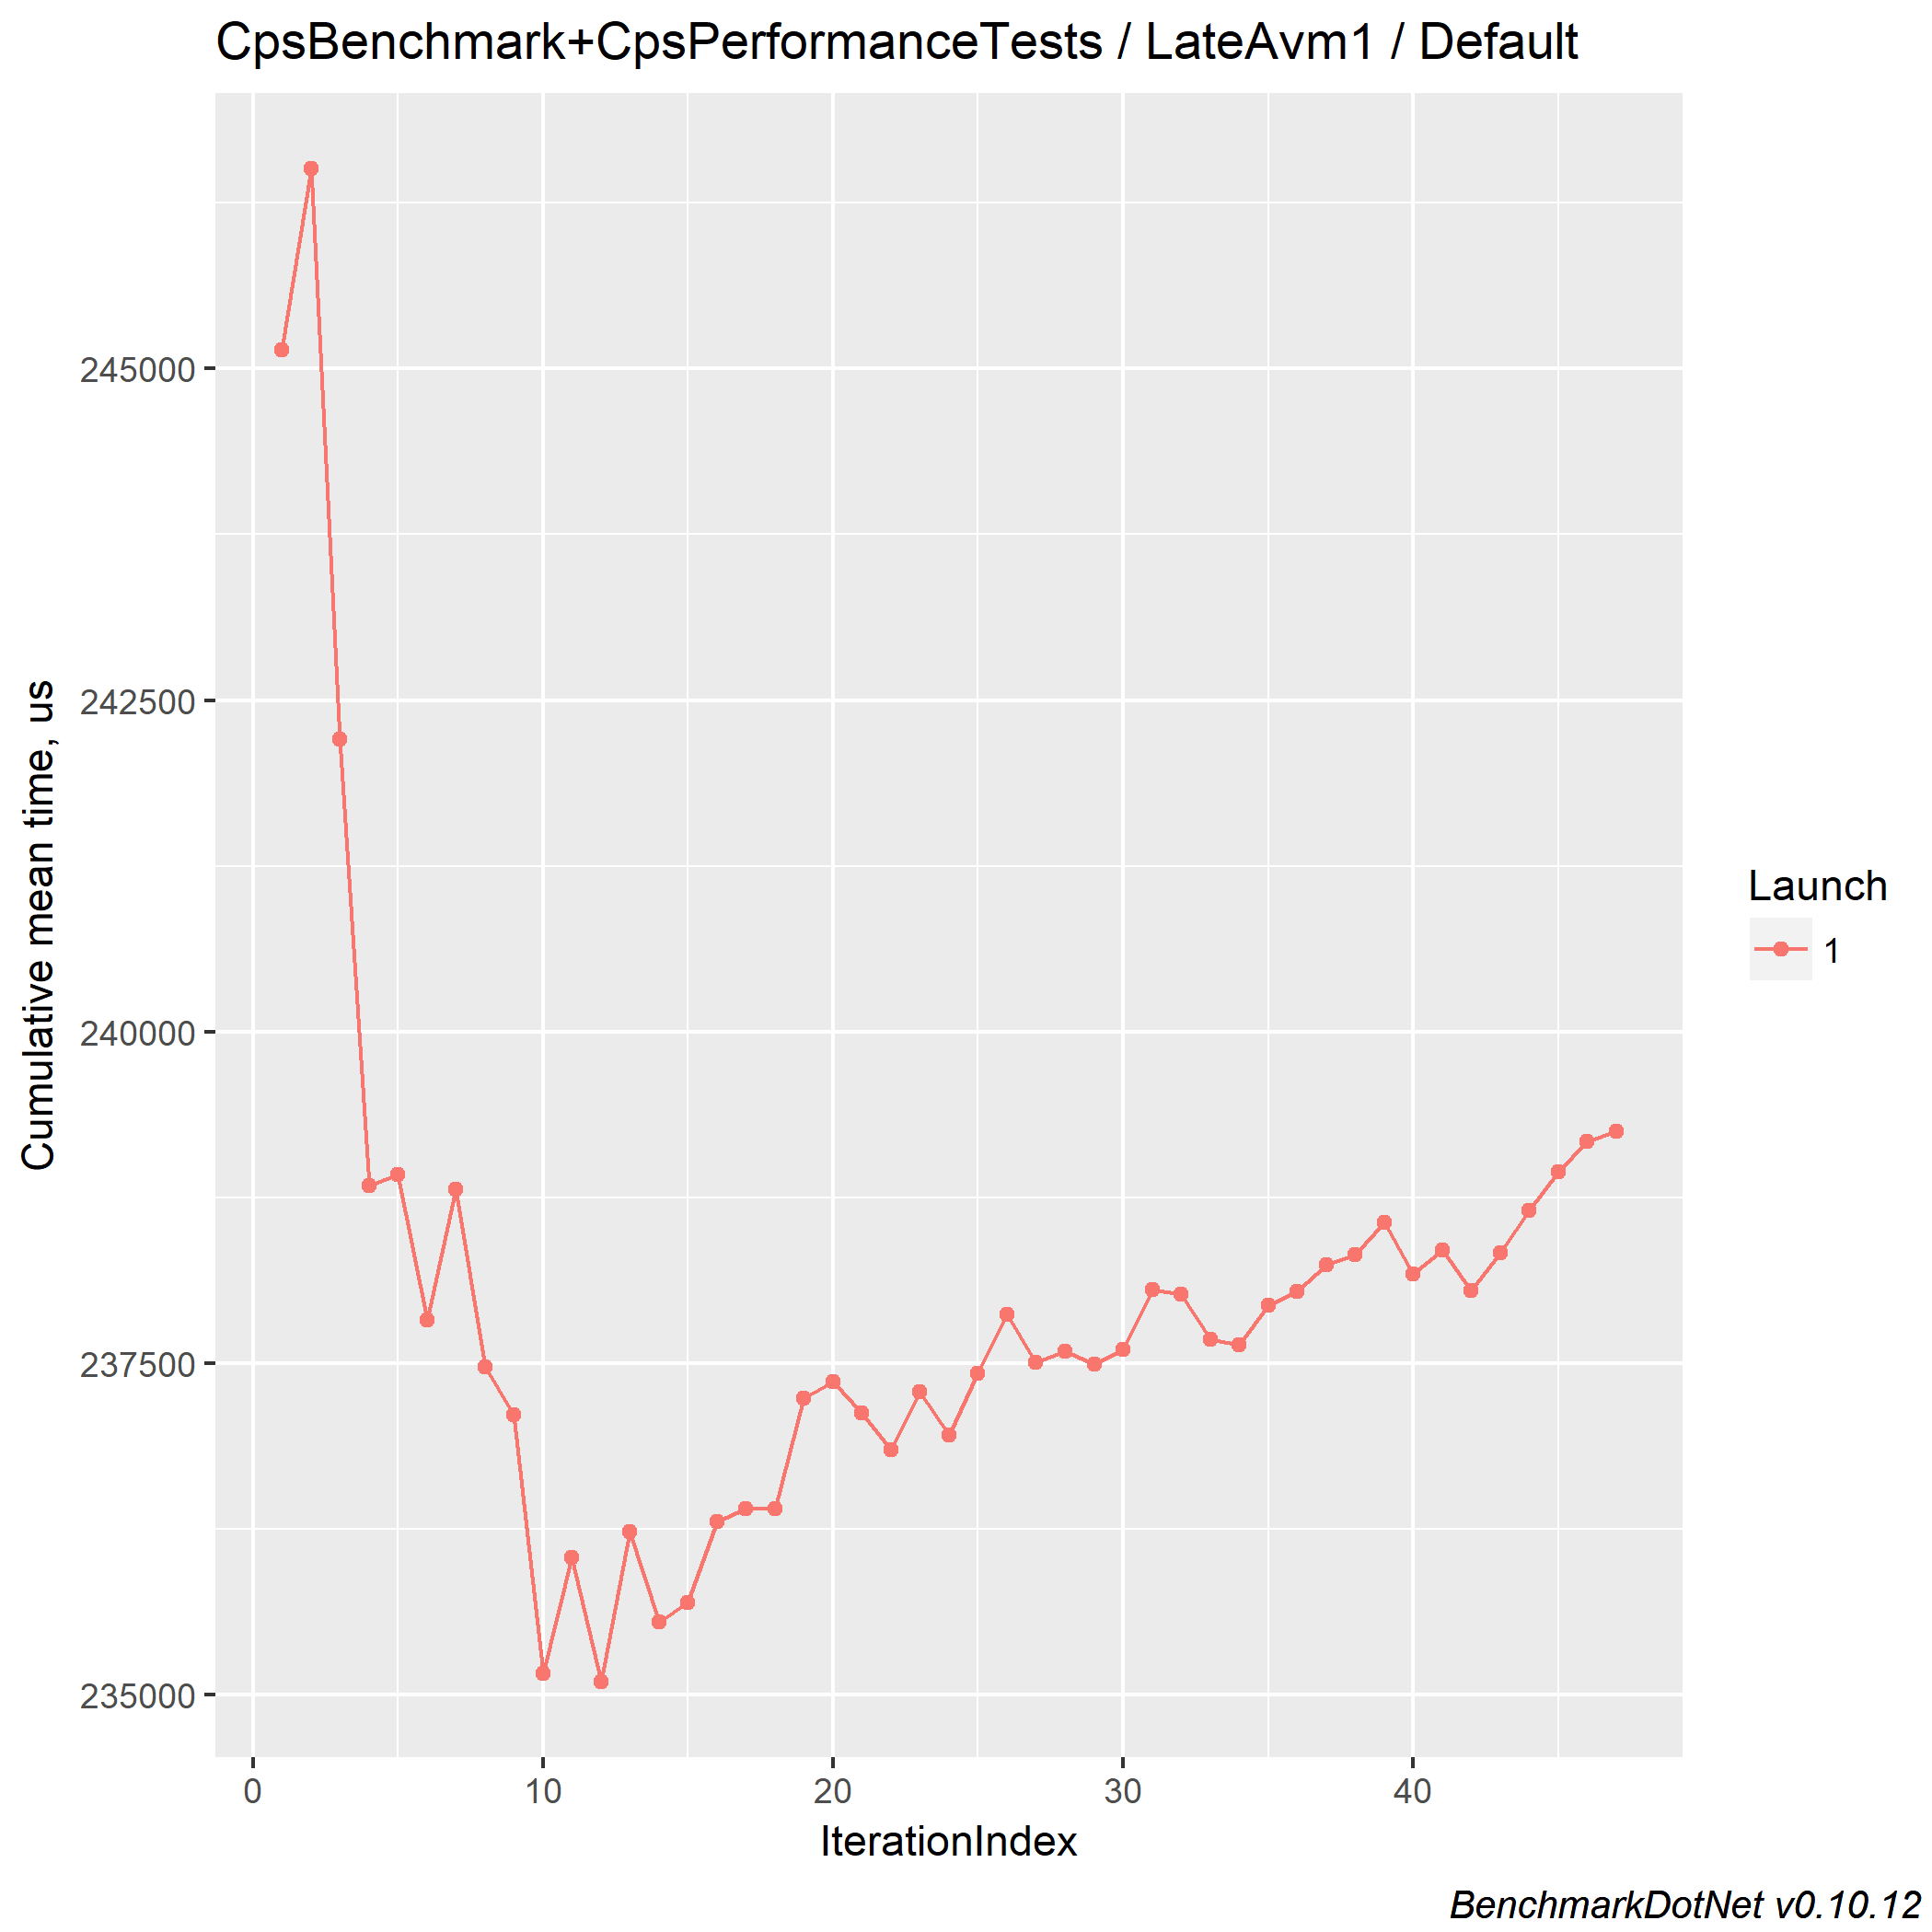 CpsBenchmark+CpsPerformanceTests / LateAvm1 / Default
Cumulative mean time, us
245000
242500
240000
237500
235000
0 10 20 30 40
IterationIndex
Launch
1
BenchmarkDotNet v0.10.12